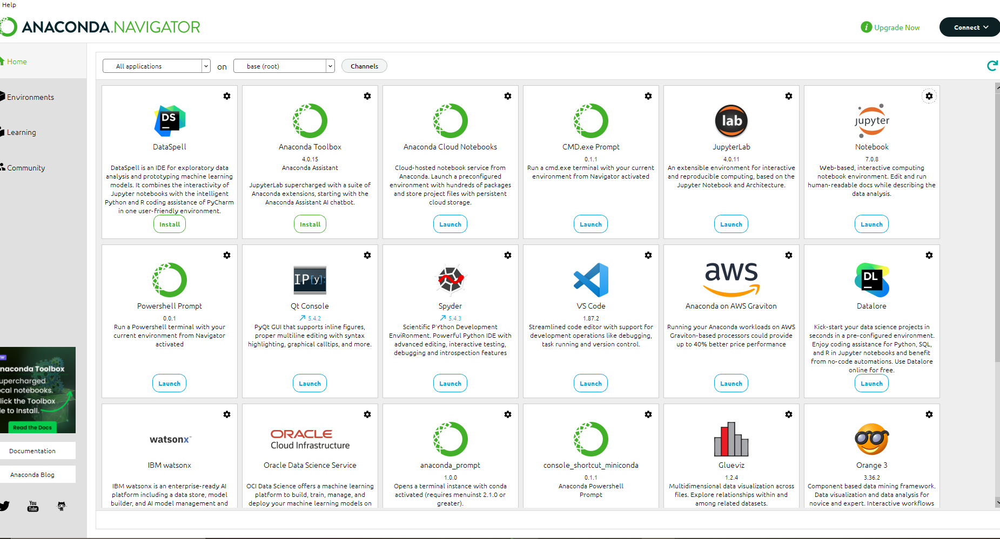 Help
ANACONDA.NAVIGATOR
Upgrade Now
Connect
Home
Environments
Learning
Community
All applications
on
base (root)
Channels
DS
DataSpell
DataSpell is an IDE for exploratory data
analysis and prototyping machine learning
models. It combines the interactivity of
Jupyter notebooks with the intelligent
Python and R coding assistance of PyCharm
in one user-friendly environment.
Install
Anaconda Toolbox
4.0.15
Anaconda Assistant
JupyterLab supercharged with a suite of
Anaconda extensions, starting with the
Anaconda Assistant AI chatbot.
Install
Anaconda Cloud Notebooks
Cloud-hosted notebook service from
Anaconda. Launch a preconfigured
environment with hundreds of packages
and store project files with persistent
cloud storage.
Launch
CMD.exe Prompt
0.1.1
Run a cmd.exe terminal with your current
environment from Navigator activated
Launch
lab
JupyterLab
4.0.11
An extensible environment for interactive
and reproducible computing, based on the
Jupyter Notebook and Architecture.
Launch
jupyter
Notebook
7.0.8
Web-based, interactive computing
notebook environment. Edit and run
human-readable docs while describing the
data analysis.
Launch
Powershell Prompt
0.0.1
Run a Powershell terminal with your
current environment from Navigator
activated
Launch
IP[y]:
Qt Console
5.4.2
PyQt GUI that supports inline figures,
proper multiline editing with syntax
highlighting, graphical calltips, and more.
Launch
Spyder
5.4.3
Scientific PYthon Development
EnviRonment. Powerful Python IDE with
advanced editing, interactive testing,
debugging and introspection features
Launch
VS Code
1.87.2
Streamlined code editor with support for
development operations like debugging,
task running and version control.
Launch
aws
Anaconda on AWS Graviton
Running your Anaconda workloads on AWS
Graviton-based processors could provide
up to 40% better price performance
Launch
DL
Datalore
Kick-start your data science projects in
seconds in a pre-configured environment.
Enjoy coding assistance for Python, SQL,
and R in Jupyter notebooks and benefit
from no-code automations. Use Datalore
online for free.
Launch
watsonx™
IBM watsonx
IBM watsonx is an enterprise-ready AI
platform including a data store, model
builder, and AI model management and
ORACLE
Cloud Infrastructure
Oracle Data Science Service
OCI Data Science offers a machine learning
platform to build, train, manage, and
deploy your machine learning models on
anaconda_prompt
1.0.0
Opens a terminal instance with conda
activated (requires menuinst 2.1.0 or
greater).
console_shortcut_miniconda
0.1.1
Anaconda Powershell
Prompt
Glueviz
1.2.4
Multidimensional data visualization across
files. Explore relationships within and
among related datasets.
Orange 3
3.36.2
Component based data mining framework.
Data visualization and data analysis for
novice and expert. Interactive workflows
EW
naconda Toolbox
upercharged
ocal notebooks.
lick the Toolbox
le to Install.
Read the Docs
Documentation
Anaconda Blog
You
Tube